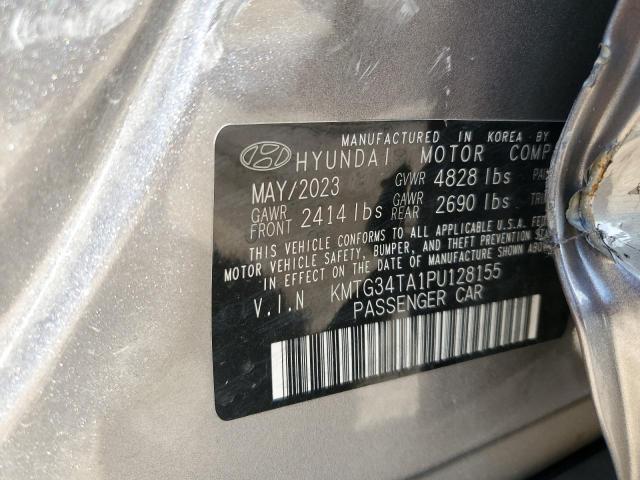 MANUFACTURED IN KOREA BY
HYUNDAI MOTOR COMP
MAY/2023 GVWR 4828 lbs
GAWR FRONT 2414 lbs GAWR REAR 2690 lbs
THIS VEHICLE CONFORMS TO ALL APPLICABLE U.S.A. FE
MOTOR VEHICLE SAFETY, BUMPER, AND THEFT PREVENTION
IN EFFECT ON THE DATE OF MANUFACTURE SHOWN ABOVE.
V.I.N KMTG34TA1PU128155
PASSENGER CAR